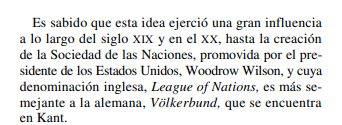 Es sabido que esta idea ejerció una gran influencia
a lo largo del siglo XIX y en el XX, hasta la creación
de la Sociedad de las Naciones, promovida por el pre-
sidente de los Estados Unidos, Woodrow Wilson, y cuya
denominación inglesa, League of Nations, es más se-
mejante a la alemana, Völkerbund, que se encuentra
en Kant.